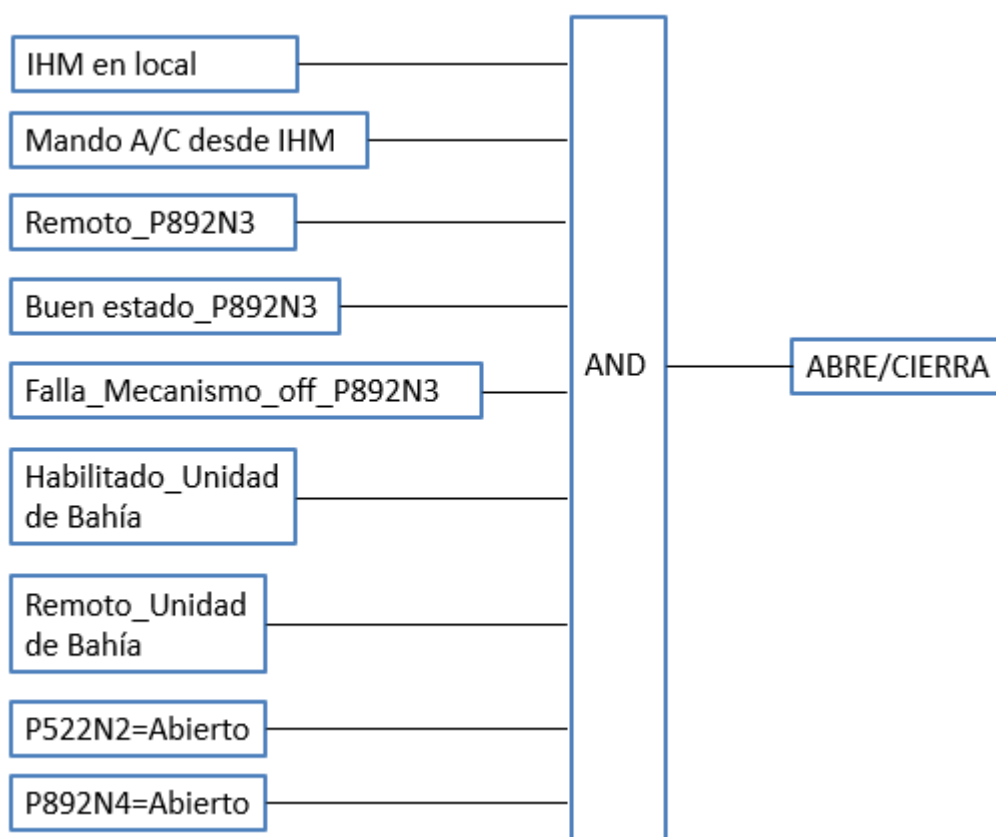 IHM en local
Mando A/C desde IHM
Remoto_P892N3
Buen estado_P892N3
Falla_Mecanismo_off_P892N3
Habilitado_Unidad
de Bahía
Remoto_Unidad
de Bahía
P522N2=Abierto
P892N4=Abierto
AND
ABRE/CIERRA